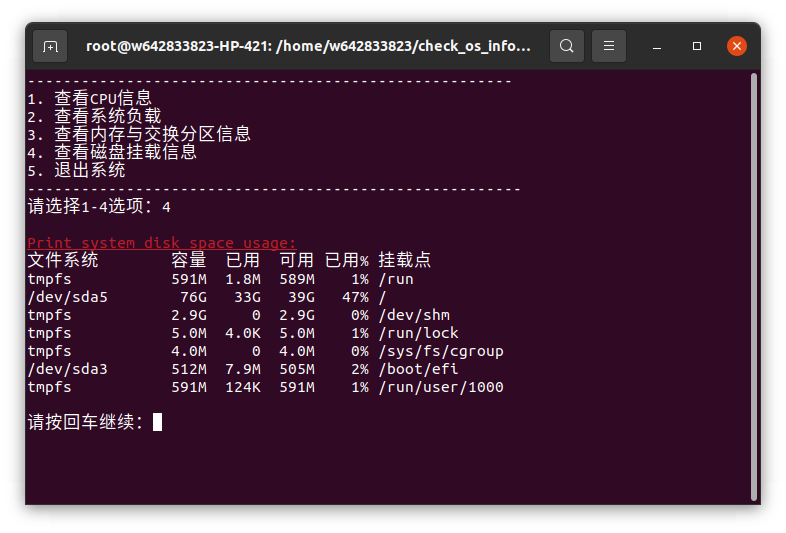 root@w642833823-HP-421: /home/w642833823/check_os_info...
------------------------------------------------------
1. 查看CPU信息
2. 查看系统负载
3. 查看内存与交换分区信息
4. 查看磁盘挂载信息
5. 退出系统
-------------------------------------------------------
请选择1-4选项：4
Print system disk space usage:
文件系统 容量 已用 可用 已用% 挂载点
tmpfs 591M 1.8M 589M 1% /run
/dev/sda5 76G 33G 39G 47% /
tmpfs 2.9G 0 2.9G 0% /dev/shm
tmpfs 5.0M 4.0K 5.0M 1% /run/lock
tmpfs 4.0M 0 4.0M 0% /sys/fs/cgroup
/dev/sda3 512M 7.9M 505M 2% /boot/efi
tmpfs 591M 124K 591M 1% /run/user/1000
请按回车继续：